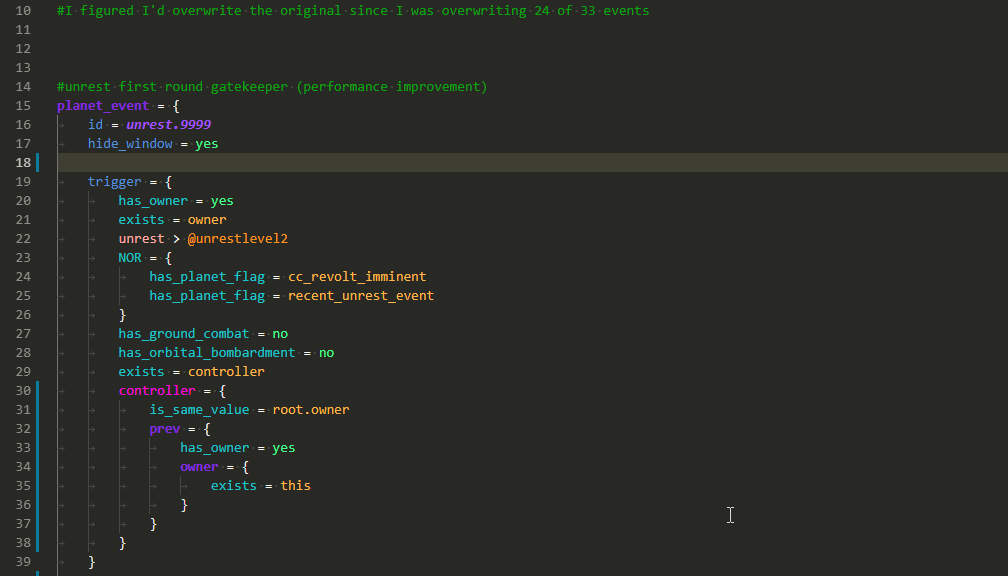 10 #I figured I'd overwrite the original since I was overwriting 24 of 33 events
11
12
13
14 #unrest first round gatekeeper (performance improvement)
15 planet_event = {
16 id = unrest.9999
17 hide_window = yes
18
19 trigger = {
20 has_owner = yes
21 exists = owner
22 unrest > @unrestlevel2
23 NOR = {
24 has_planet_flag = cc_revolt_imminent
25 has_planet_flag = recent_unrest_event
26 }
27 has_ground_combat = no
28 has_orbital_bombardment = no
29 exists = controller
30 controller = {
31 is_same_value = root.owner
32 prev = {
33 has_owner = yes
34 owner = {
35 exists = this
36 }
37 }
38 }
39 }